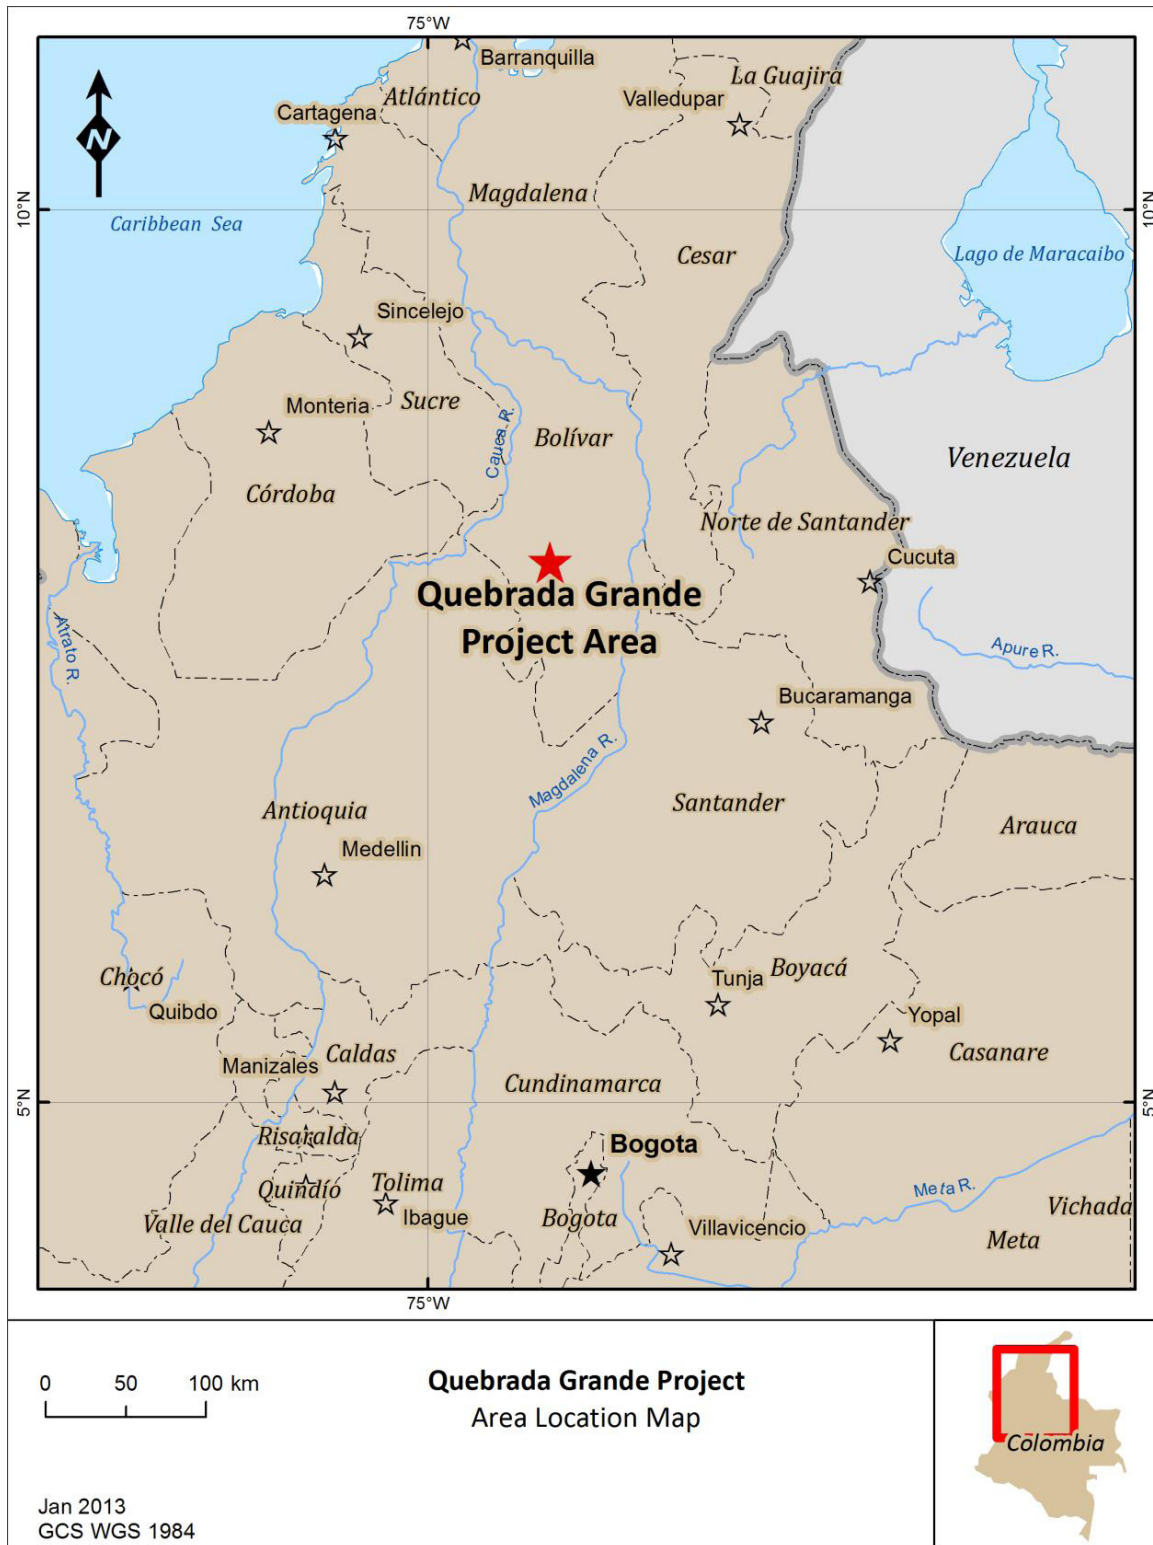 75°W
Barranquilla
La Guajira
Atlántico
Valledupar
Cartagena
N
Magdalena
10°N
10°N
Caribbean Sea
Cesar
Lago de Maracaibo
Sincelejo
Sucre
Monteria
Cauca R.
Bolívar
Venezuela
Córdoba
Norte de Santander
Cucuta
Quebrada Grande
Project Area
Atrato R.
Apure R.
Bucaramanga
Magdalena R.
Santander
Antioquia
Arauca
Medellin
Chocó
Boyacá
Tunja
Quibdo
Yopal
Caldas
Casanare
Manizales
Cundinamarca
5°N
5°N
Risaralda
Bogota
Quindío
Tolima
Meta R.
Vichada
Valle del Cauca
Ibague
Bogota
Villavicencio
Meta
75°W
0 50 100 km
Quebrada Grande Project
Area Location Map
Colombia
Jan 2013
GCS WGS 1984